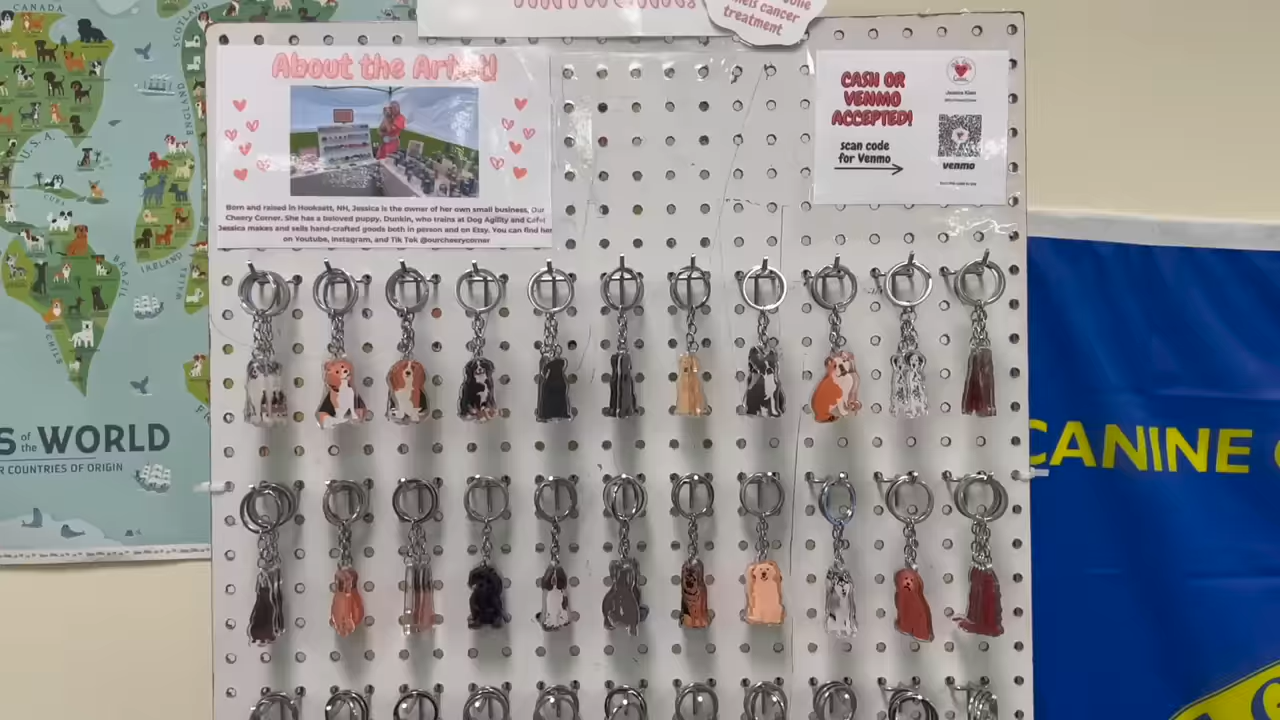 CANADA
SCOTLAND
ENGLAND
U.S.A.
CUBA
BRAZIL
IRELAND
WALES
CHILE
S of the WORLD
R COUNTRIES OF ORIGIN
cancer
treatment
About the Artist!
Born and raised in Hooksett, NH, Jessica is the owner of her own small business, Our
Cheery Corner. She has a beloved puppy, Dunkin, who trains at Dog Agility and Cafe!
Jessica makes and sells hand-crafted goods both in person and on Etsy. You can find her
on Youtube, Instagram, and Tik Tok @ourcheerycorner
CASH OR
VENMO
ACCEPTED!
scan code
for Venmo
venmo
CANINE